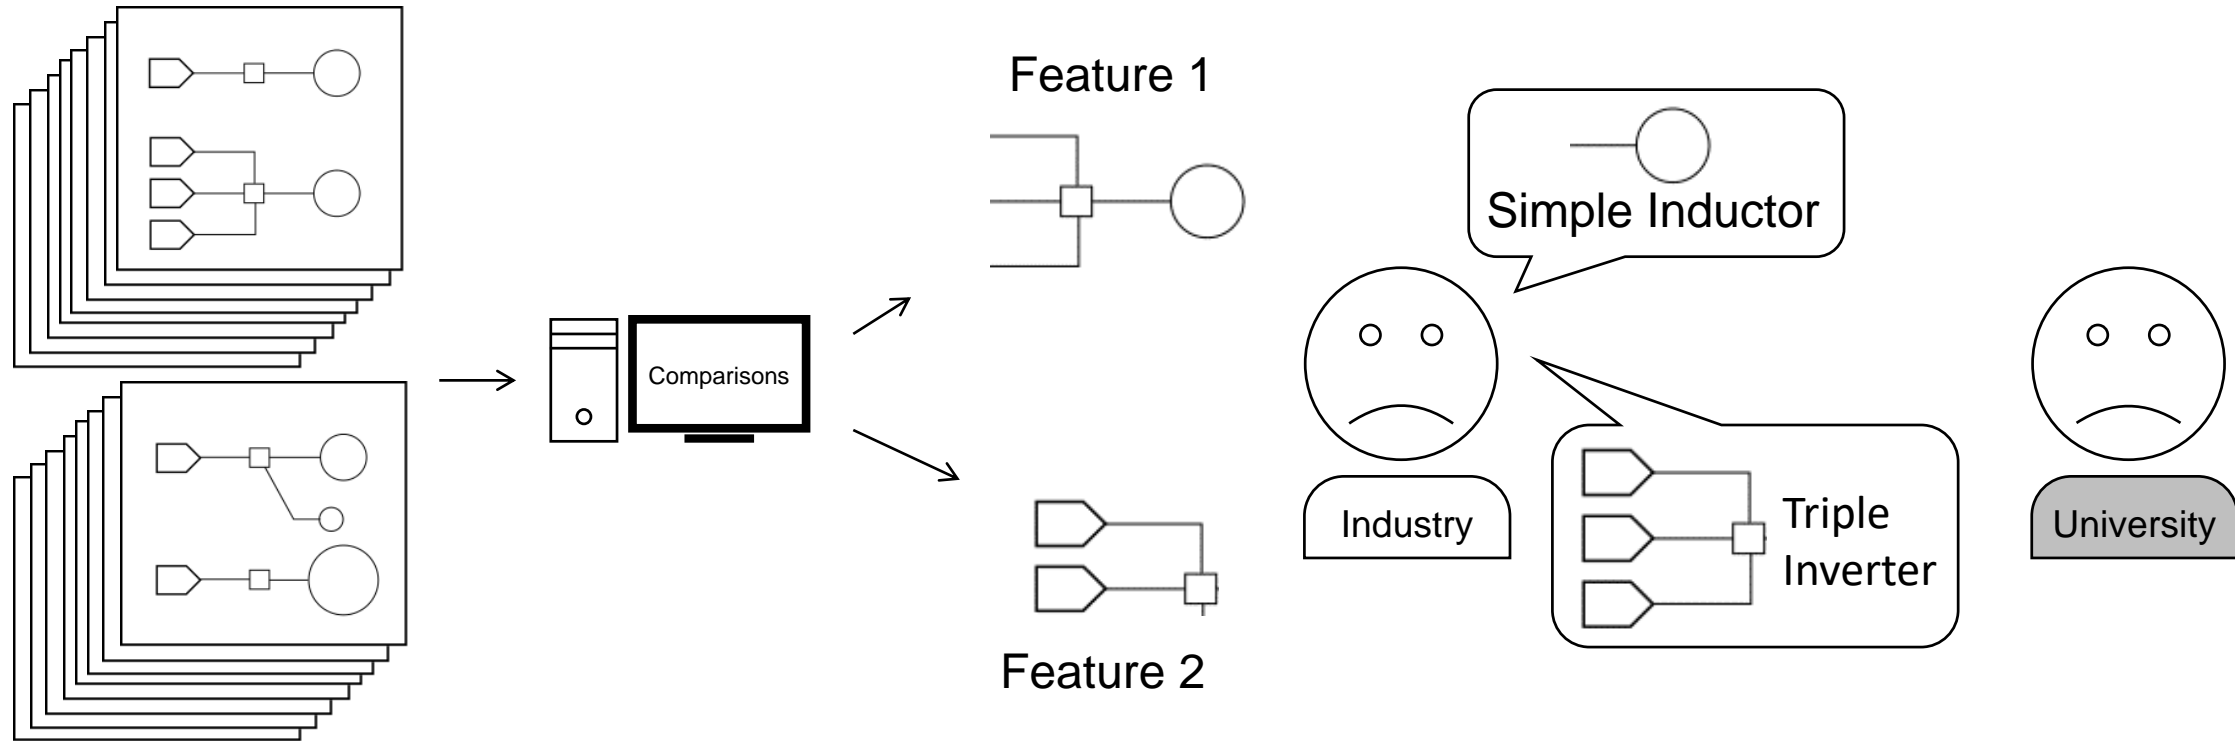 Feature 1
Simple Inductor
Comparisons
Industry
Triple
Inverter
University
Feature 2